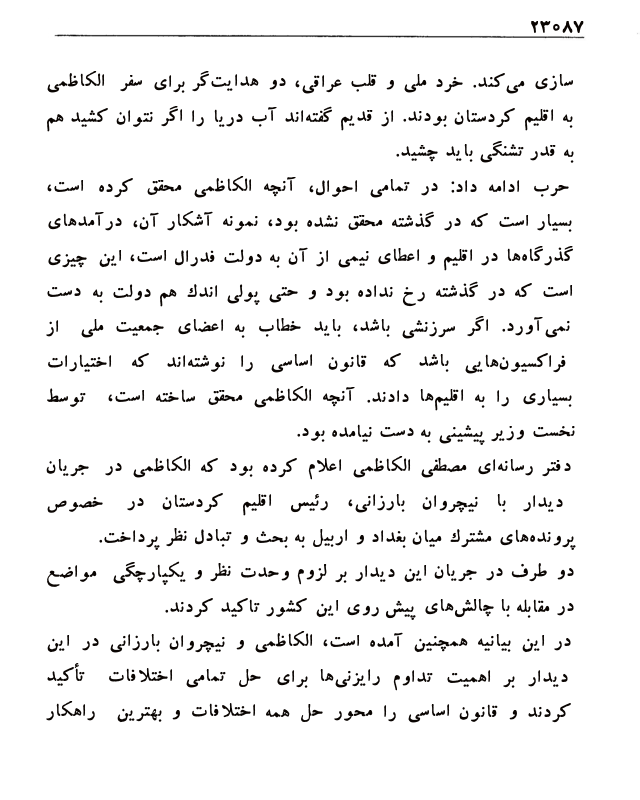 ۲۳۰۸۷
سازی می‌کند. خرد ملی و قلب عراقی، دو هدایت‌گر برای سفر الکاظمی
به اقلیم کردستان بودند. از قدیم گفته‌اند آب دریا را اگر نتوان کشید هم
به قدر تشنگی باید چشید.
حرب ادامه داد: در تمامی احوال، آنچه الکاظمی محقق کرده است،
بسیار است که در گذشته محقق نشده بود، نمونه آشکار آن، درآمدهای
گذرگاه‌ها در اقلیم و اعطای نیمی از آن به دولت فدرال است، این چیزی
است که در گذشته رخ نداده بود و حتی پولی اندك هم دولت به دست
نمی‌آورد. اگر سرزنشی باشد، باید خطاب به اعضای جمعیت ملی از
فراکسیون‌هایی باشد که قانون اساسی را نوشته‌اند که اختیارات
بسیاری را به اقلیم‌ها دادند. آنچه الکاظمی محقق ساخته است، توسط
نخست وزیر پیشینی به دست نیامده بود.
دفتر رسانه‌ای مصطفی الکاظمی اعلام کرده بود که الکاظمی در جریان
دیدار با نیچروان بارزانی، رئیس اقلیم کردستان در خصوص
پرونده‌های مشترك میان بغداد و اربیل به بحث و تبادل نظر پرداخت.
دو طرف در جریان این دیدار بر لزوم وحدت نظر و یکپارچگی مواضع
در مقابله با چالش‌های پیش روی این کشور تاکید کردند.
در این بیانیه همچنین آمده است، الکاظمی و نیچروان بارزانی در این
دیدار بر اهمیت تداوم رایزنی‌ها برای حل تمامی اختلافات تأکید
کردند و قانون اساسی را محور حل همه اختلافات و بهترین راهکار